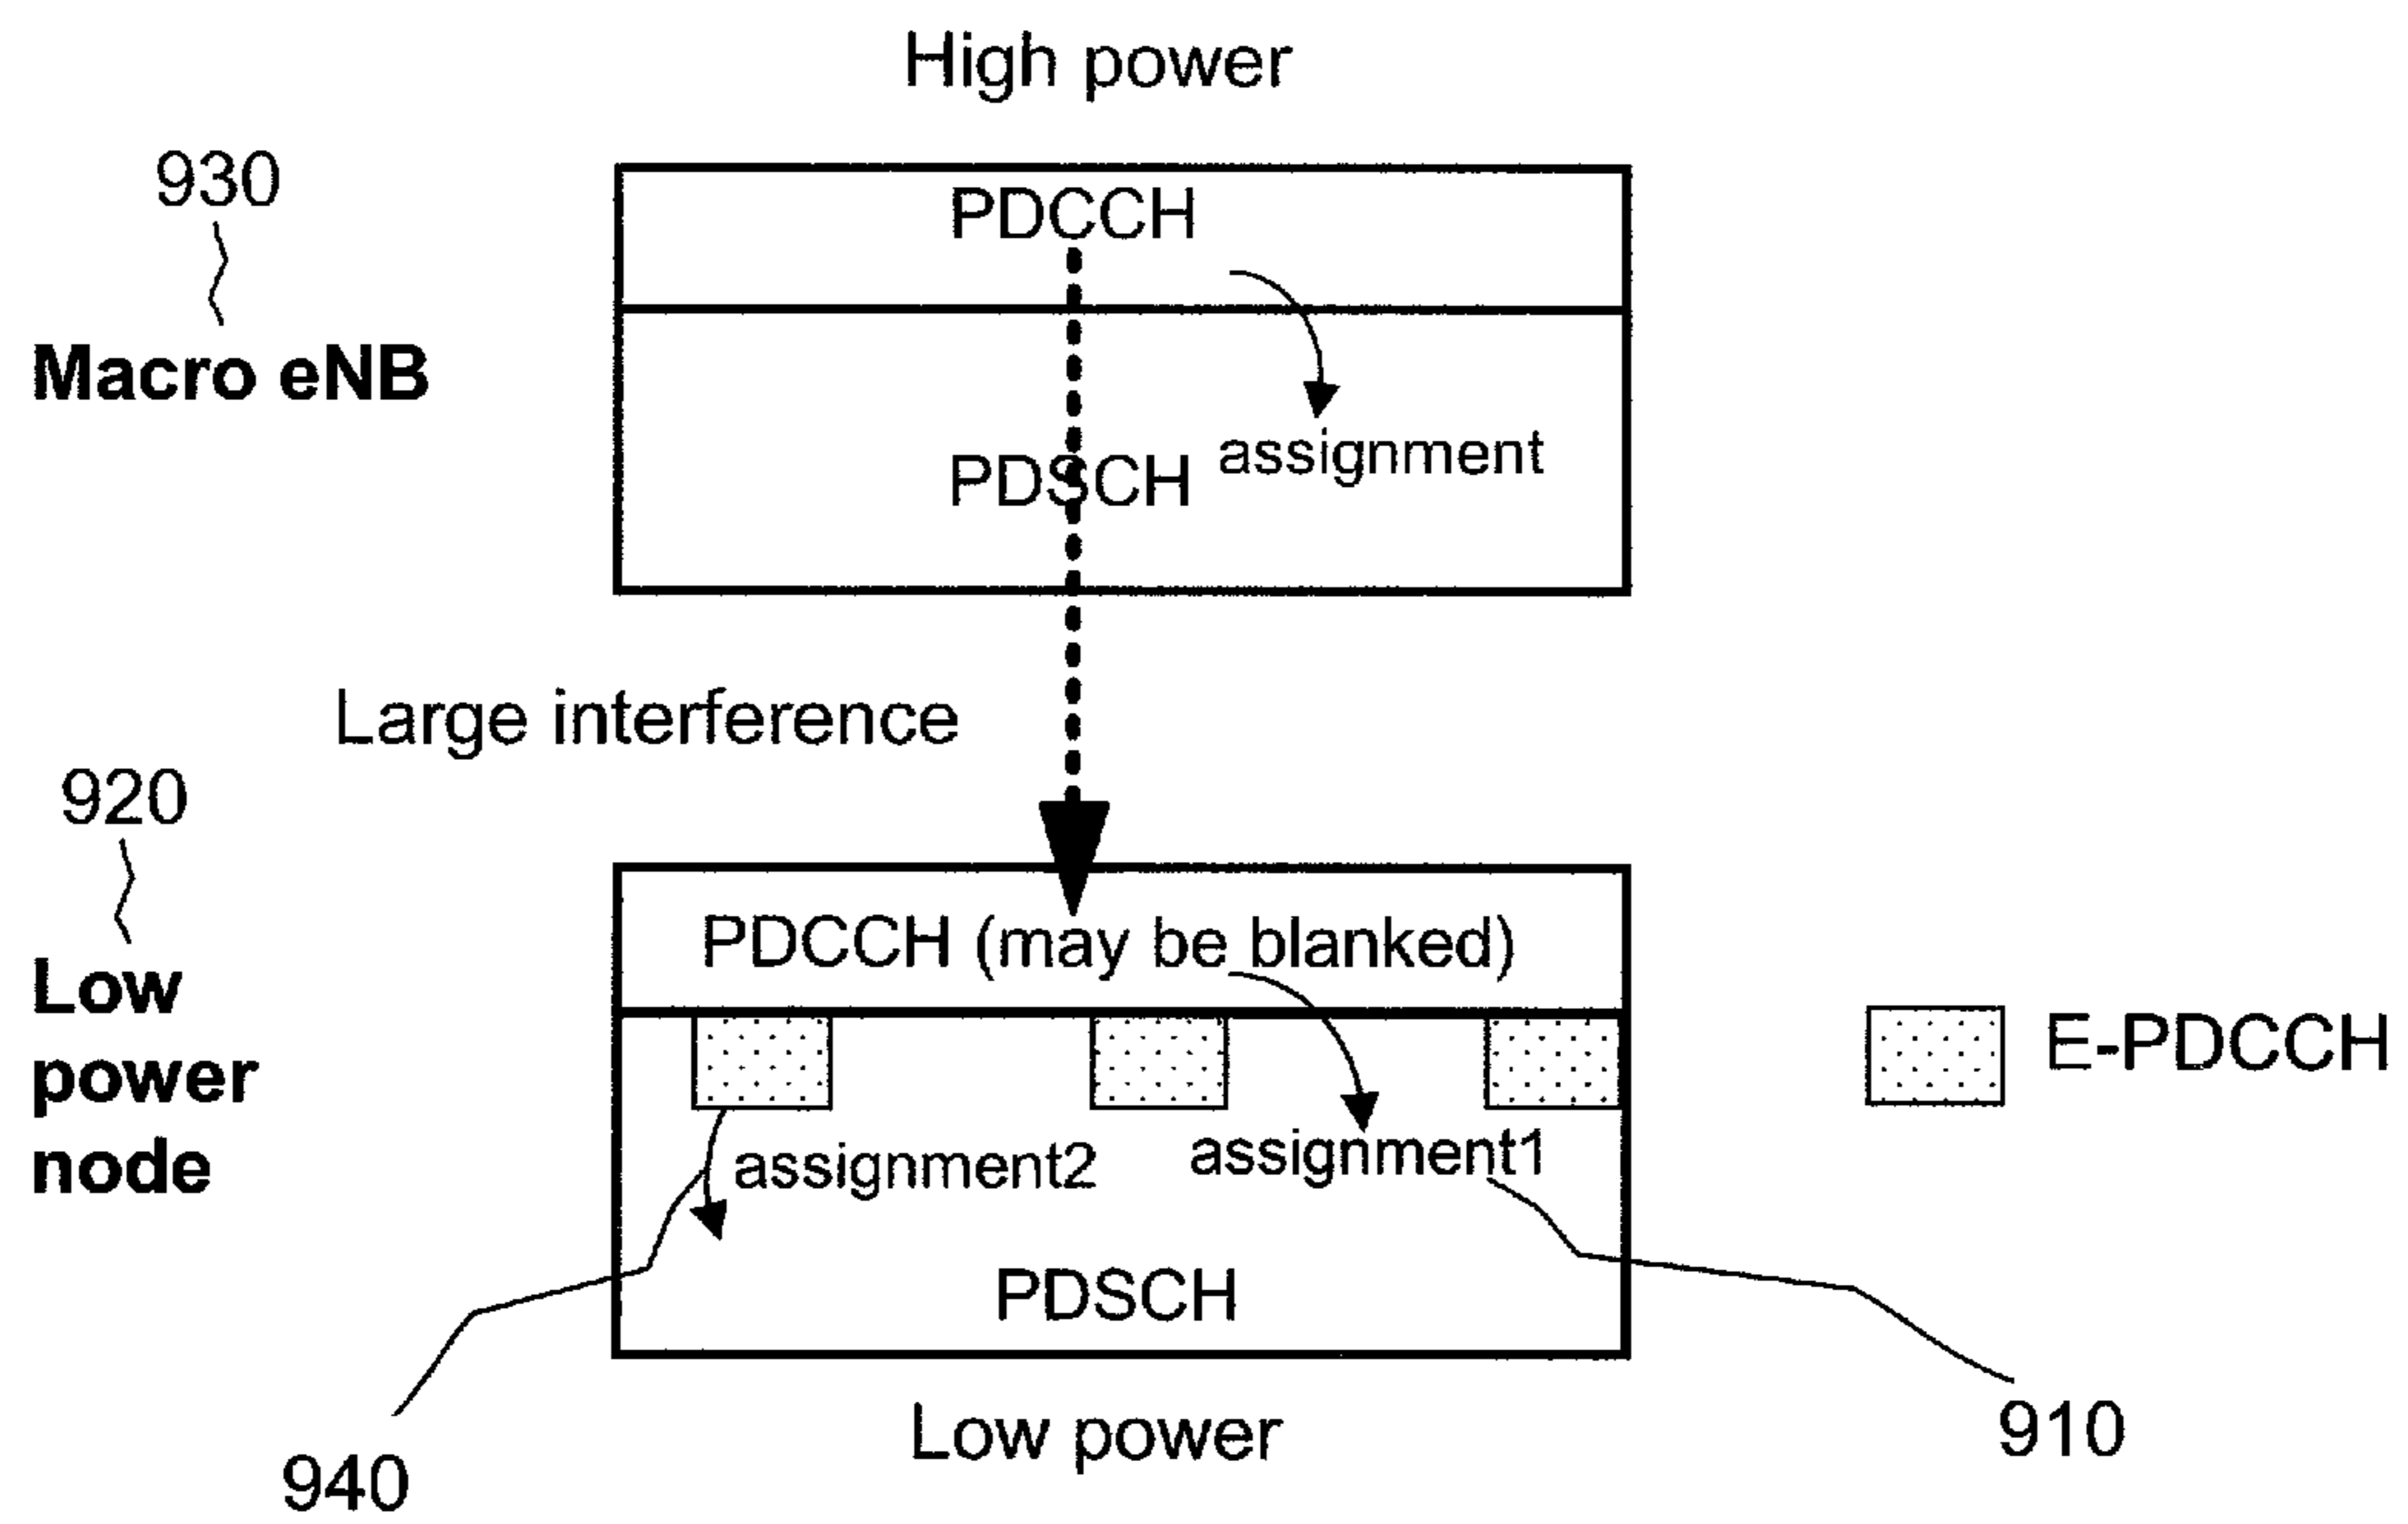 High power
930
PDCCH
Macro eNB
assignment
PDSCH
Large interference
920
PDCCH (may be blanked)
Low
power
node
E-PDCCH
assignment2
assignment1
PDSCH
Low power
910
940